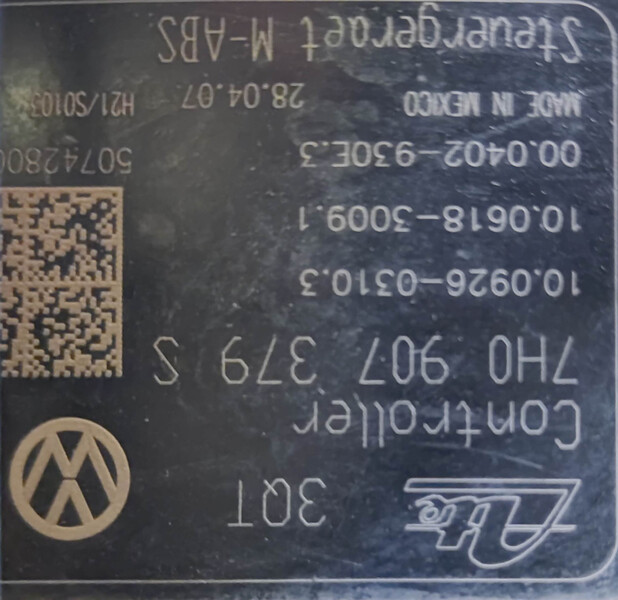 Ate 3QT
Controller
7H0 907 379 S
10.0926-0310.3
10.0618-3009.1
00.0402-930E.3 5074280
MADE IN MEXICO 28.04.07 H21/S0103
Steuergeraet M-ABS